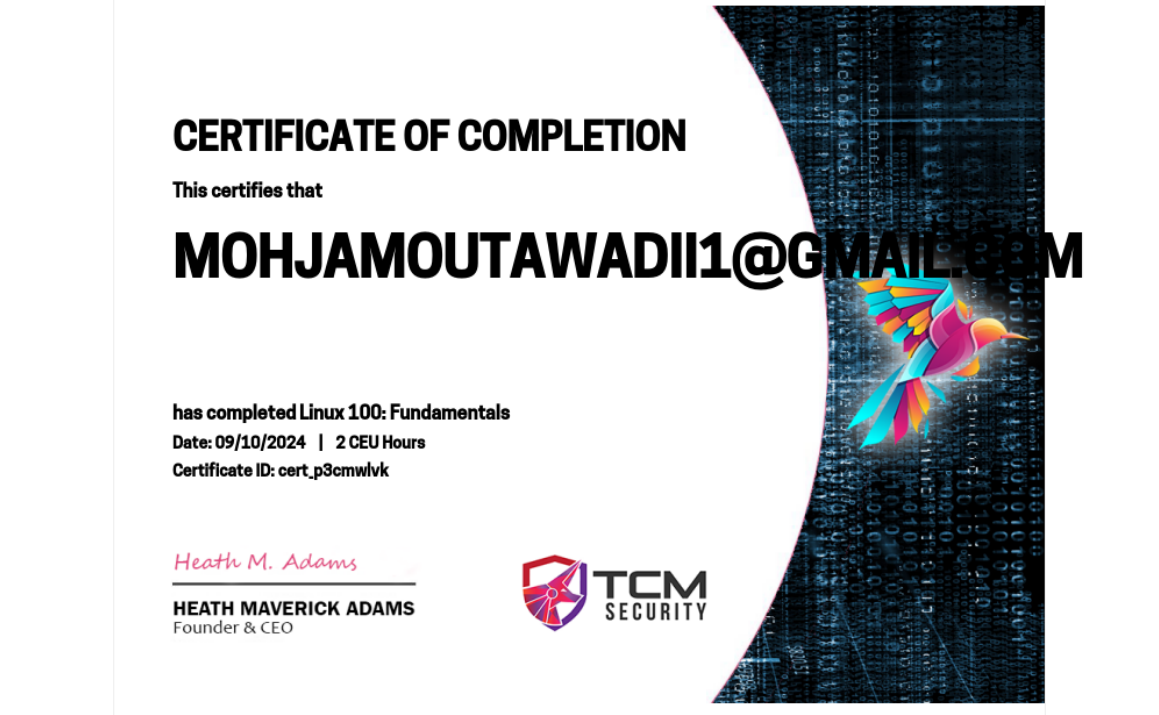 CERTIFICATE OF COMPLETION
This certifies that
MOHJAMOUTAWADII1@GMAIL.COM
has completed Linux 100: Fundamentals
Date: 09/10/2024 | 2 CEU Hours
Certificate ID: cert_p3cmwlvk
Heath M. Adams
HEATH MAVERICK ADAMS
Founder & CEO
TCM
SECURITY